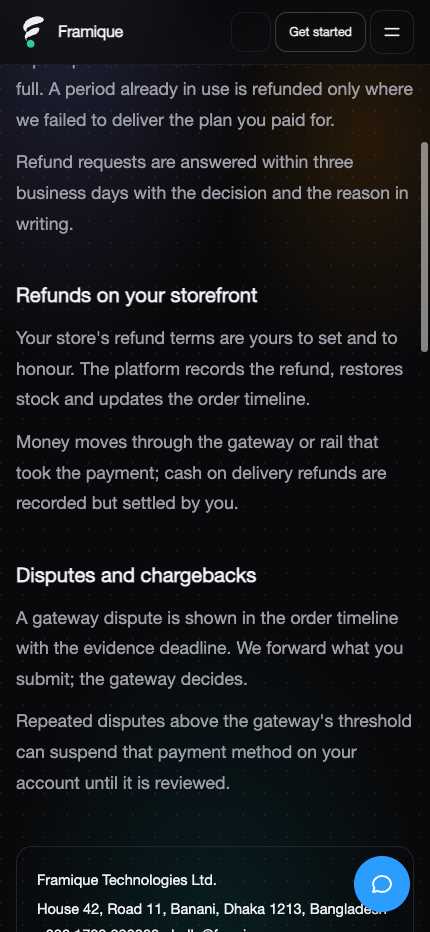 Framique
Get started
full. A period already in use is refunded only where
we failed to deliver the plan you paid for.
Refund requests are answered within three
business days with the decision and the reason in
writing.
Refunds on your storefront
Your store's refund terms are yours to set and to
honour. The platform records the refund, restores
stock and updates the order timeline.
Money moves through the gateway or rail that
took the payment; cash on delivery refunds are
recorded but settled by you.
Disputes and chargebacks
A gateway dispute is shown in the order timeline
with the evidence deadline. We forward what you
submit; the gateway decides.
Repeated disputes above the gateway's threshold
can suspend that payment method on your
account until it is reviewed.
Framique Technologies Ltd.
House 42, Road 11, Banani, Dhaka 1213, Bangladesh